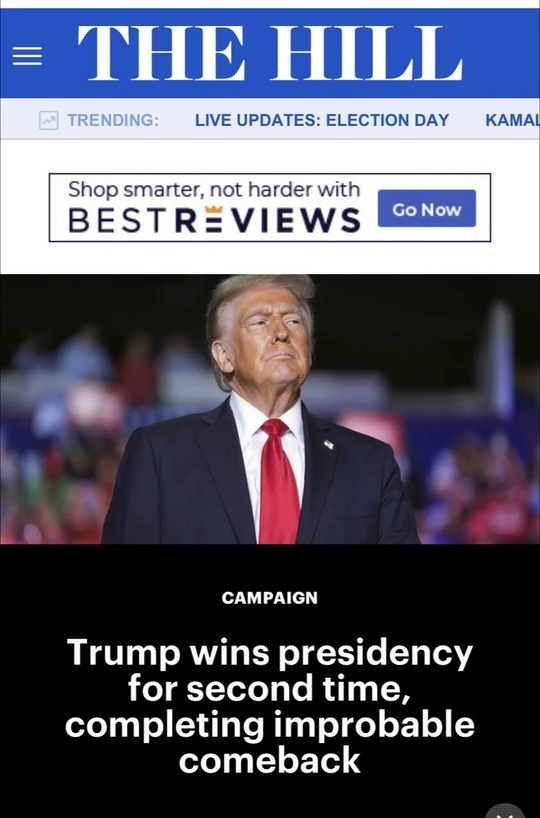 THE HILL
TRENDING: LIVE UPDATES: ELECTION DAY KAMAL
Shop smarter, not harder with
BESTREVIEWS
Go Now
CAMPAIGN
Trump wins presidency
for second time,
completing improbable
comeback